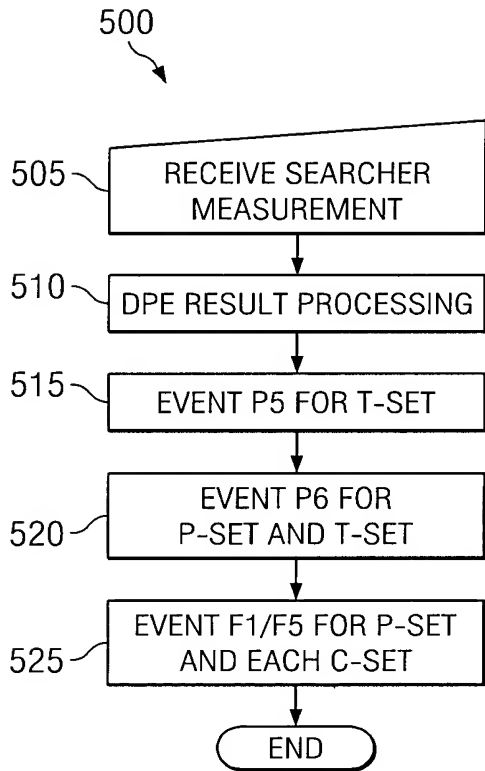 500
505
RECEIVE SEARCHER
MEASUREMENT
510
DPE RESULT PROCESSING
515
EVENT P5 FOR T-SET
520
EVENT P6 FOR
P-SET AND T-SET
525
EVENT F1/F5 FOR P-SET
AND EACH C-SET
END